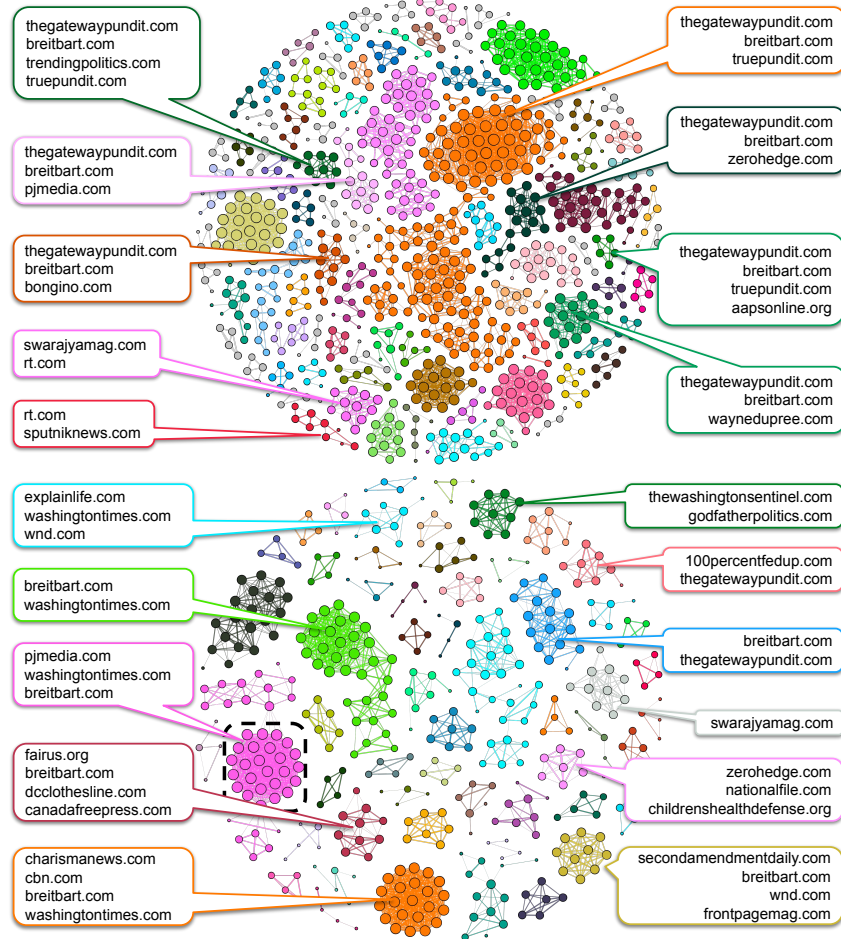 thegatewaypundit.com
breitbart.com
trendingpolitics.com
truepundit.com
thegatewaypundit.com
breitbart.com
pjmedia.com
thegatewaypundit.com
breitbart.com
bongino.com
swarajyamag.com
rt.com
rt.com
sputniknews.com
thegatewaypundit.com
breitbart.com
truepundit.com
thegatewaypundit.com
breitbart.com
zerohedge.com
thegatewaypundit.com
breitbart.com
truepundit.com
aapsonline.org
thegatewaypundit.com
breitbart.com
waynedupree.com
explainlife.com
washingtontimes.com
wnd.com
breitbart.com
washingtontimes.com
pjmedia.com
washingtontimes.com
breitbart.com
fairus.org
breitbart.com
dcclothesline.com
canadafreepress.com
charismanews.com
cbn.com
breitbart.com
washingtontimes.com
thewashingtonsentinel.com
godfatherpolitics.com
100percentfedup.com
thegatewaypundit.com
breitbart.com
thegatewaypundit.com
swarajyamag.com
zerohedge.com
nationalfile.com
childrenshealthdefense.org
secondamendmentdaily.com
breitbart.com
wnd.com
frontpagemag.com